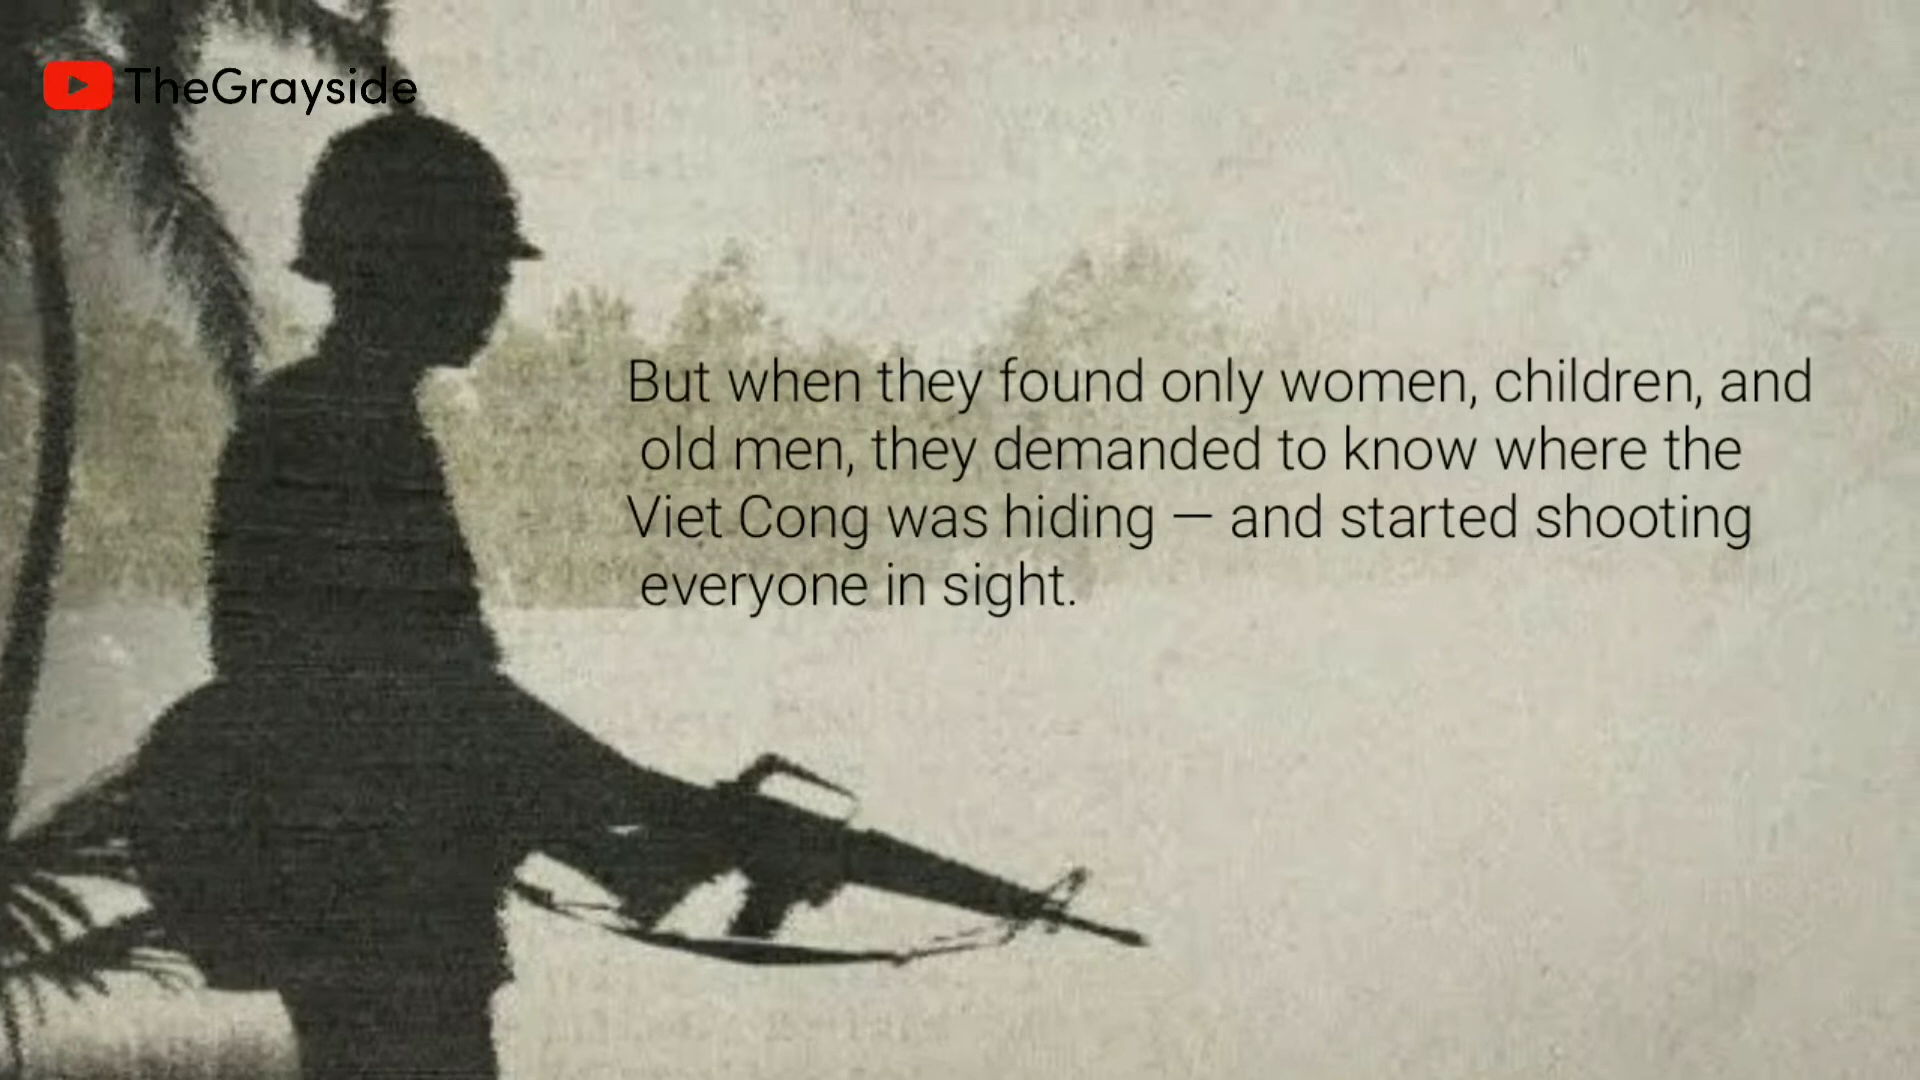 TheGrayside
But when they found only women, children, and
old men, they demanded to know where the
Viet Cong was hiding — and started shooting
everyone in sight.